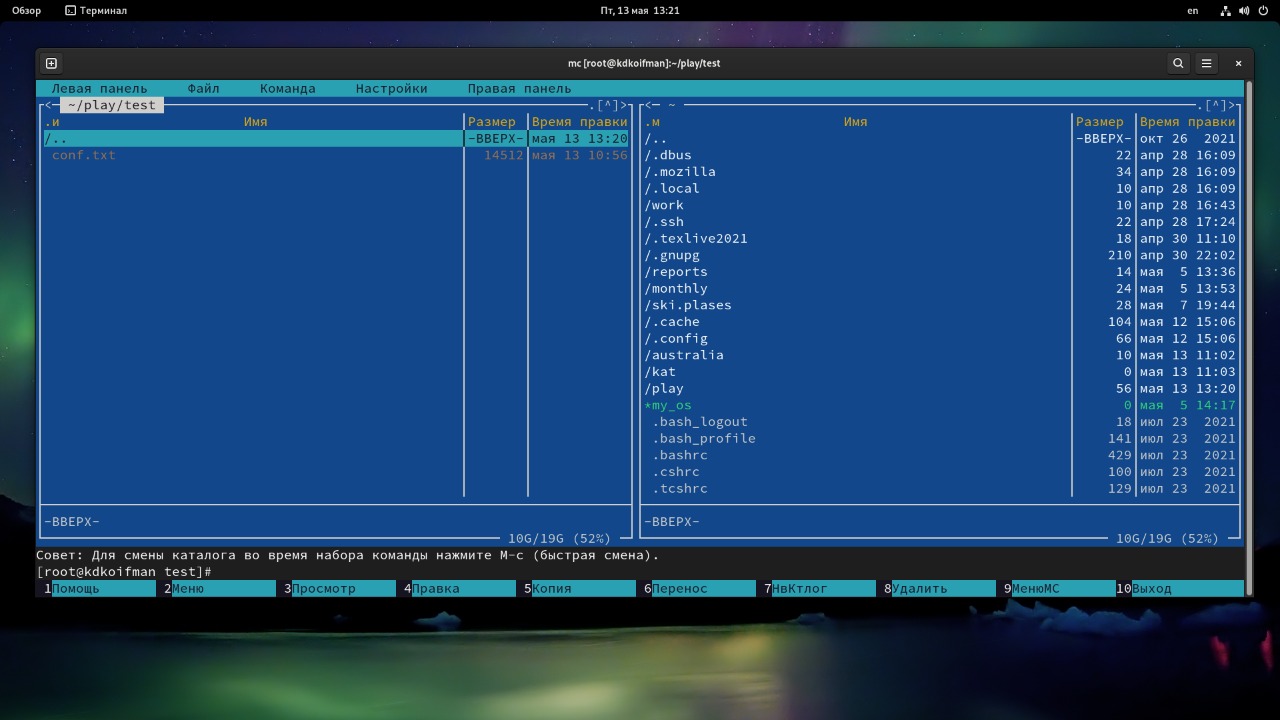 Обзор Терминал Пт, 13 мая 13:21 en
mc [root@kdkoifman]:~/play/test
Левая панель Файл Команда Настройки Правая панель
<─ ~/play/test .[^]> <─ ~ .[^]>
.и Имя Размер Время правки .м Имя Размер Время правки
/.. -ВВЕРХ- мая 13 13:20 /.. -ВВЕРХ- окт 26 2021
conf.txt 14512 мая 13 10:56 /.dbus 22 апр 28 16:09
/.mozilla 34 апр 28 16:09
/.local 10 апр 28 16:09
/work 10 апр 28 16:43
/.ssh 22 апр 28 17:24
/.texlive2021 18 апр 30 11:10
/.gnupg 210 апр 30 22:02
/reports 14 мая 5 13:36
/monthly 24 мая 5 13:53
/ski.plases 28 мая 7 19:44
/.cache 104 мая 12 15:06
/.config 66 мая 12 15:06
/australia 10 мая 13 11:02
/kat 0 мая 13 11:03
/play 56 мая 13 13:20
*my_os 0 мая 5 14:17
.bash_logout 18 июл 23 2021
.bash_profile 141 июл 23 2021
.bashrc 429 июл 23 2021
.cshrc 100 июл 23 2021
.tcshrc 129 июл 23 2021
-ВВЕРХ- -ВВЕРХ-
10G/19G (52%) 10G/19G (52%)
Совет: Для смены каталога во время набора команды нажмите M-c (быстрая смена).
[root@kdkoifman test]#
1Помощь 2Меню 3Просмотр 4Правка 5Копия 6Перенос 7НвКтлог 8Удалить 9МенюМС 10Выход